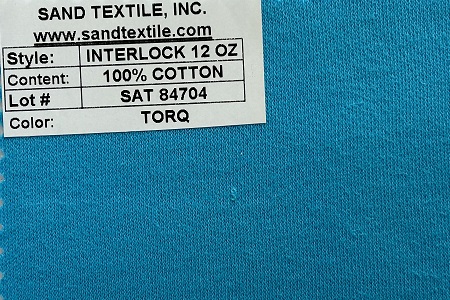 SAND TEXTILE, INC.
www.sandtextile.com
Style: INTERLOCK 12 OZ
Content: 100% COTTON
Lot # SAT 84704
Color: TORQ